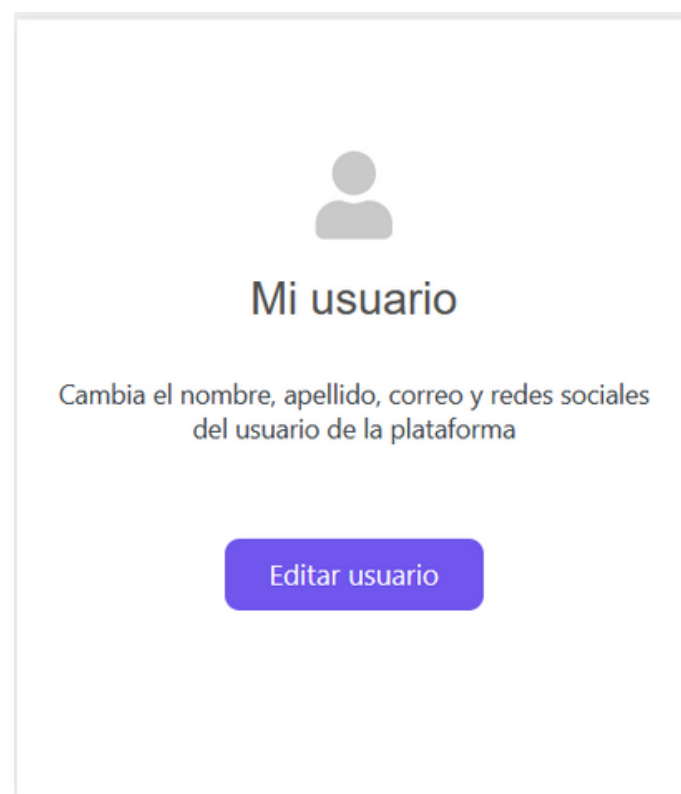 Mi usuario
Cambia el nombre, apellido, correo y redes sociales
del usuario de la plataforma
Editar usuario